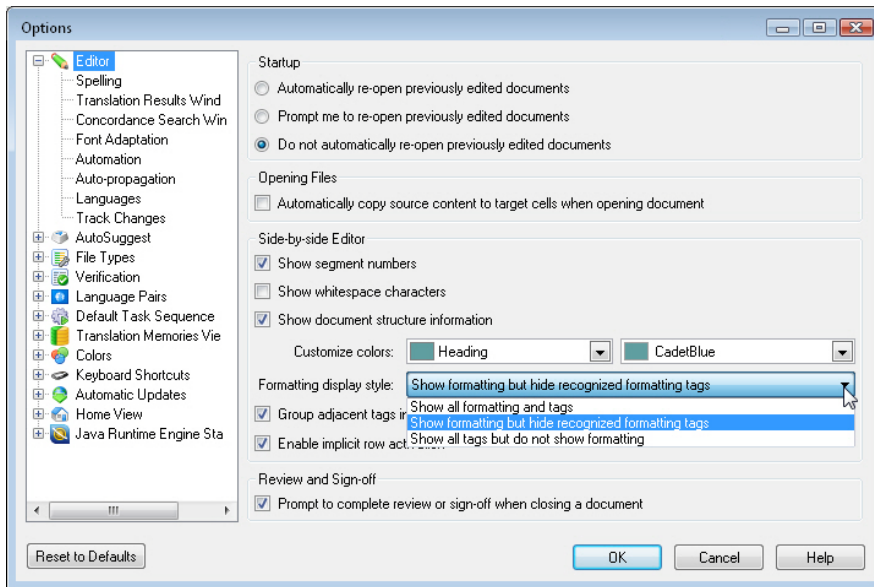 Options
Editor
Spelling
Translation Results Wind
Concordance Search Win
Font Adaptation
Automation
Auto-propagation
Languages
Track Changes
AutoSuggest
File Types
Verification
Language Pairs
Default Task Sequence
Translation Memories Vie
Colors
Keyboard Shortcuts
Automatic Updates
Home View
Java Runtime Engine Sta
Startup
Automatically re-open previously edited documents
Prompt me to re-open previously edited documents
Do not automatically re-open previously edited documents
Opening Files
Automatically copy source content to target cells when opening document
Side-by-side Editor
Show segment numbers
Show whitespace characters
Show document structure information
Customize colors: Heading CadetBlue
Formatting display style: Show formatting but hide recognized formatting tags
Show all formatting and tags
Group adjacent tags
Show formatting but hide recognized formatting tags
Show all tags but do not show formatting
Enable implicit row
Review and Sign-off
Prompt to complete review or sign-off when closing a document
Reset to Defaults OK Cancel Help